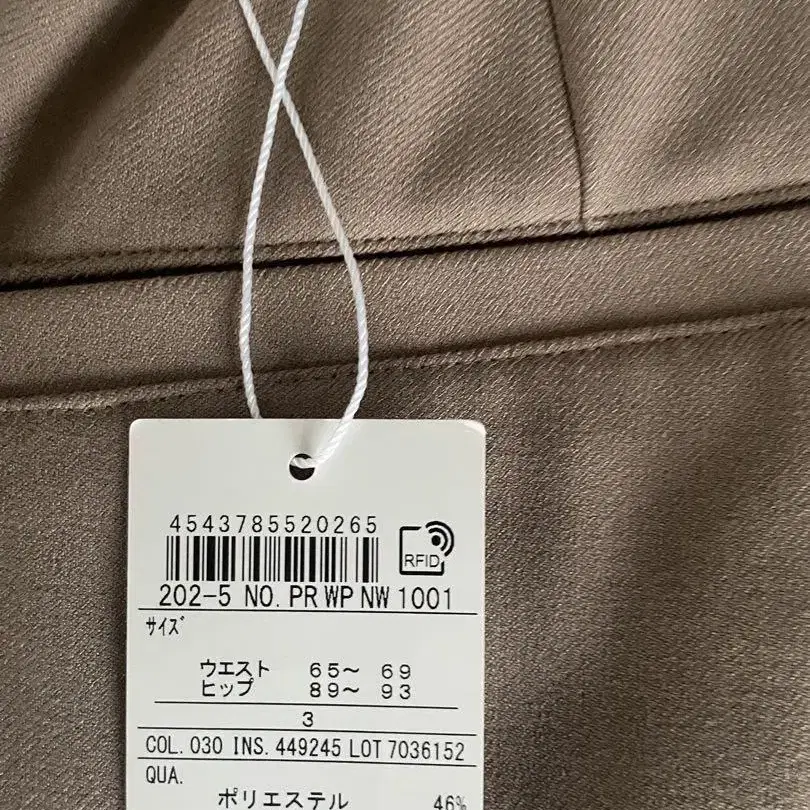 4543785520265
RFID
202-5 NO. PR WP NW 1001
ｻｲｽﾞ
ウエスト 65～ 69
ヒップ 89～ 93
3
COL. 030 INS. 449245 LOT 7036152
QUA.
ポリエステル 46%